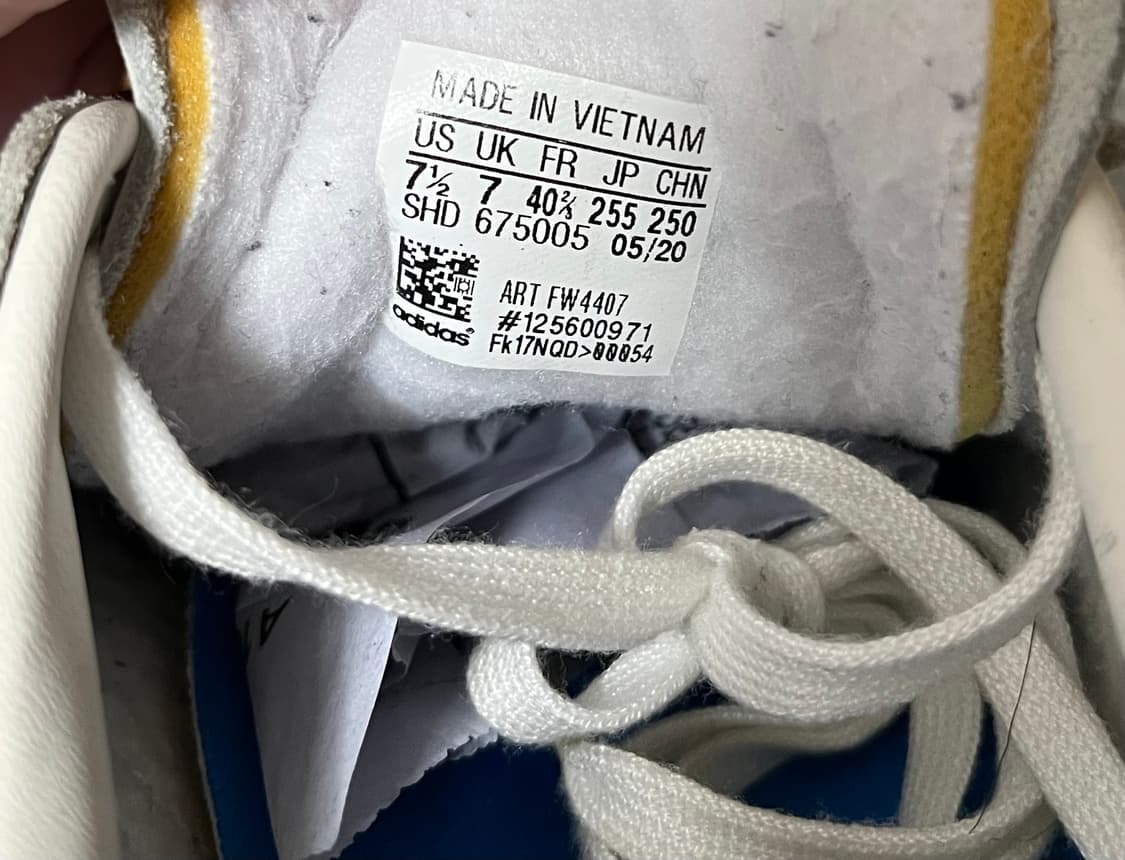 MADE IN VIETNAM
US UK FR JP CHN
7½ 7 40⅔ 255 250
SHD 675005 05/20
ART FW4407
#125600971
adidas®
Fk17NQD>00054